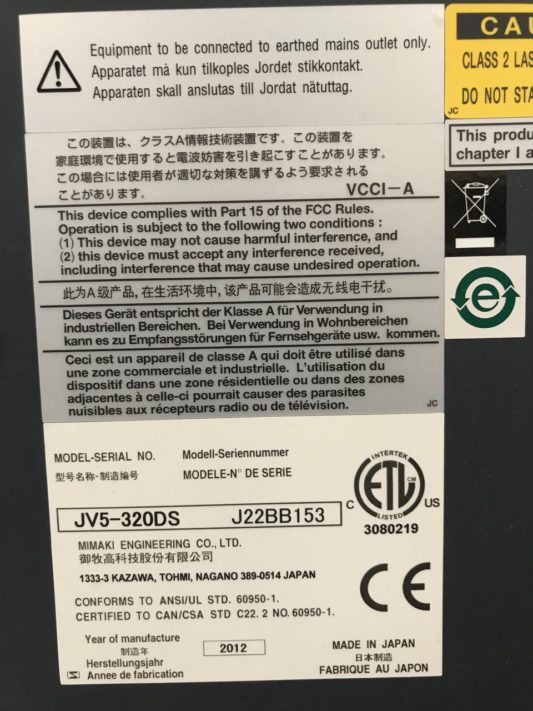 Equipment to be connected to earthed mains outlet only.
Apparatet må kun tilkoples Jordet stikkontakt.
Apparaten skall anslutas till Jordat nätuttag.
CAU
CLASS 2 LAS
DO NOT STA
JC
この装置は、クラスA情報技術装置です。この装置を
家庭環境で使用すると電波妨害を引き起こすことがあります。
この場合には使用者が適切な対策を講ずるよう要求される
ことがあります。 VCCI-A
This produ
chapter I a
This device complies with Part 15 of the FCC Rules.
Operation is subject to the following two conditions :
(1) This device may not cause harmful interference, and
(2) this device must accept any interference received,
including interference that may cause undesired operation.
此为A级产品,在生活环境中,该产品可能会造成无线电干扰。
Dieses Gerät entspricht der Klasse A für Verwendung in
industriellen Bereichen. Bei Verwendung in Wohnbereichen
kann es zu Empfangsstörungen für Fernsehgeräte usw. kommen.
Ceci est un appareil de classe A qui doit être utilisé dans
une zone commerciale et industrielle. L'utilisation du
dispositif dans une zone résidentielle ou dans des zones
adjacentes à celle-ci pourrait causer des parasites
nuisibles aux récepteurs radio ou de télévision.
JC
e
MODEL-SERIAL NO. Modell-Seriennummer
型号名称-制造编号 MODELE-N° DE SERIE
JV5-320DS J22BB153
INTERTEK
ETL CM
C US
LISTED
3080219
MIMAKI ENGINEERING CO., LTD.
御牧高科技股份有限公司
1333-3 KAZAWA, TOHMI, NAGANO 389-0514 JAPAN
CE
CONFORMS TO ANSI/UL STD. 60950-1.
CERTIFIED TO CAN/CSA STD C22. 2 NO. 60950-1.
Year of manufacture
制造年
Herstellungsjahr
[S] Annee de fabrication
2012
MADE IN JAPAN
日本制造
FABRIQUE AU JAPON